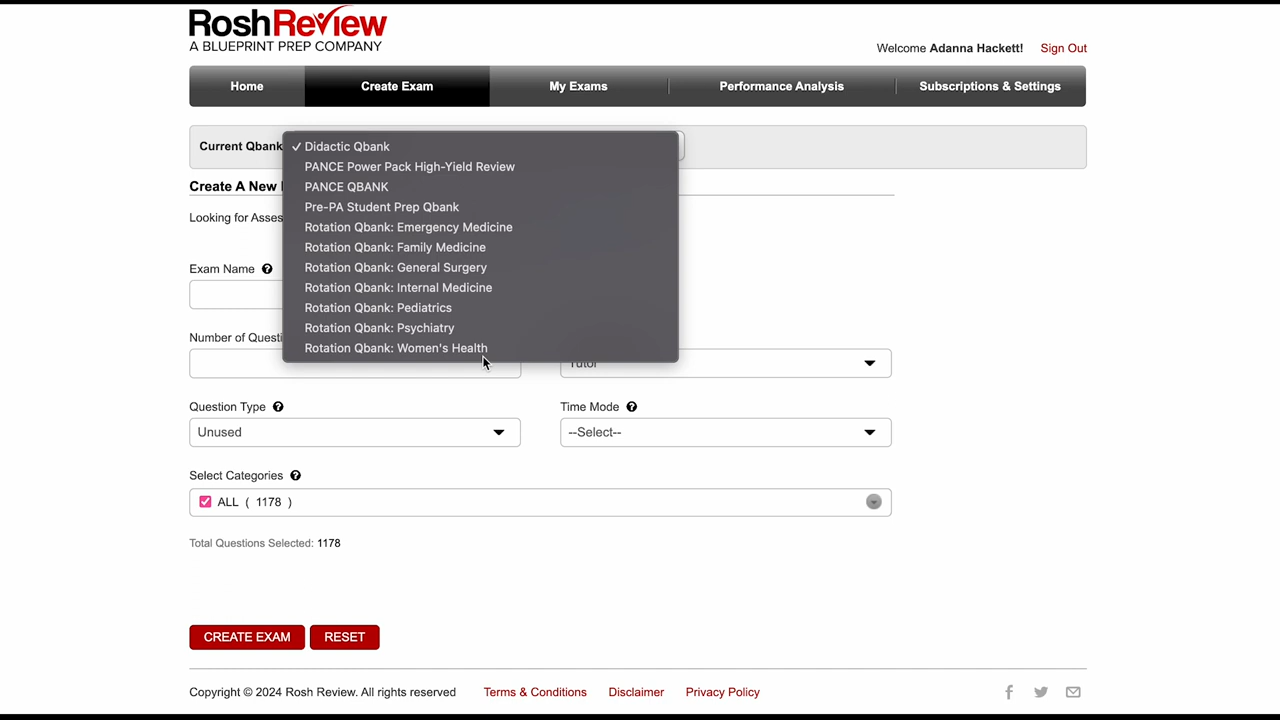 RoshReview
A BLUEPRINT PREP COMPANY
Welcome Adanna Hackett! Sign Out
Home Create Exam My Exams Performance Analysis Subscriptions & Settings
Current Qbank
✓ Didactic Qbank
PANCE Power Pack High-Yield Review
PANCE QBANK
Pre-PA Student Prep Qbank
Rotation Qbank: Emergency Medicine
Rotation Qbank: Family Medicine
Rotation Qbank: General Surgery
Rotation Qbank: Internal Medicine
Rotation Qbank: Pediatrics
Rotation Qbank: Psychiatry
Rotation Qbank: Women's Health
Create A New
Looking for Asses
Exam Name ?
Number of Questi
Tutor
Question Type ? Time Mode ?
Unused --Select--
Select Categories ?
ALL ( 1178 )
Total Questions Selected: 1178
CREATE EXAM RESET
Copyright © 2024 Rosh Review. All rights reserved Terms & Conditions Disclaimer Privacy Policy